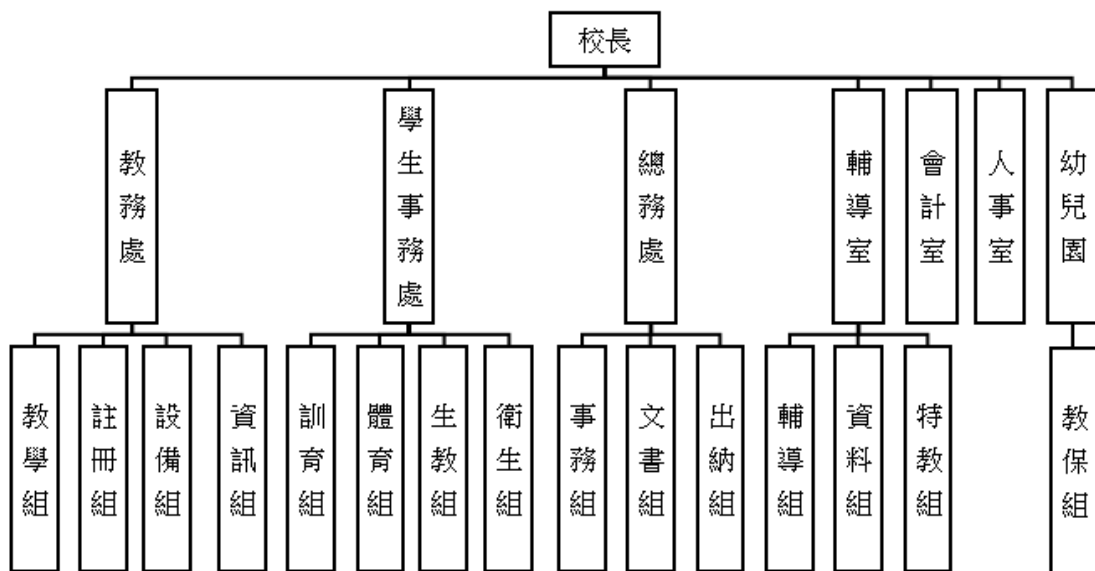 校長
教務處
學生事務處
總務處
輔導室
會計室
人事室
幼兒園
教學組
註冊組
設備組
資訊組
訓育組
體育組
生教組
衛生組
事務組
文書組
出納組
輔導組
資料組
特教組
教保組